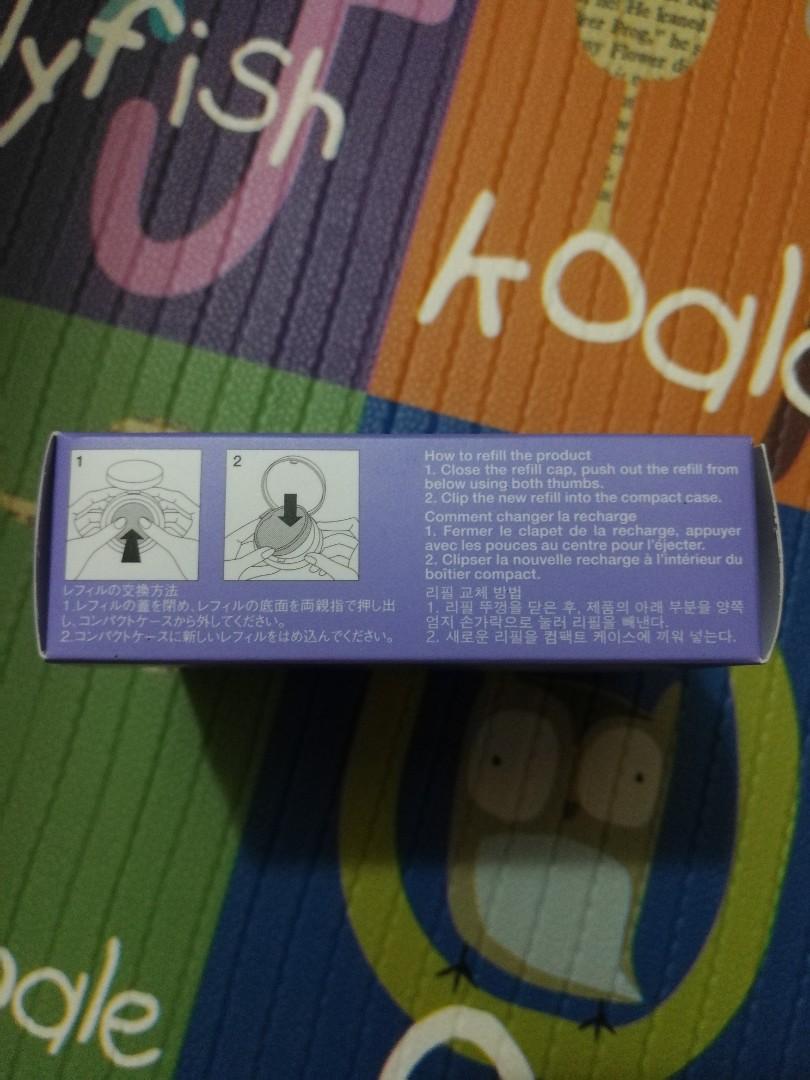 lyfish
er Frog," he s
koala
1
2
レフィルの交換方法
1.レフィルの蓋を閉め、レフィルの底面を両親指で押し出
し、コンパクトケースから外してください。
2.コンパクトケースに新しいレフィルをはめ込んでください。
How to refill the product
1. Close the refill cap, push out the refill from
below using both thumbs.
2. Clip the new refill into the compact case.
Comment changer la recharge
1. Fermer le clapet de la recharge, appuyer
avec les pouces au centre pour l'éjecter.
2. Clipser la nouvelle recharge à l'intérieur du
boîtier compact.
리필 교체 방법
1. 리필 뚜껑을 닫은 후, 제품의 아래 부분을 양쪽
엄지 손가락으로 눌러 리필을 빼낸다.
2. 새로운 리필을 컴팩트 케이스에 끼워 넣는다.